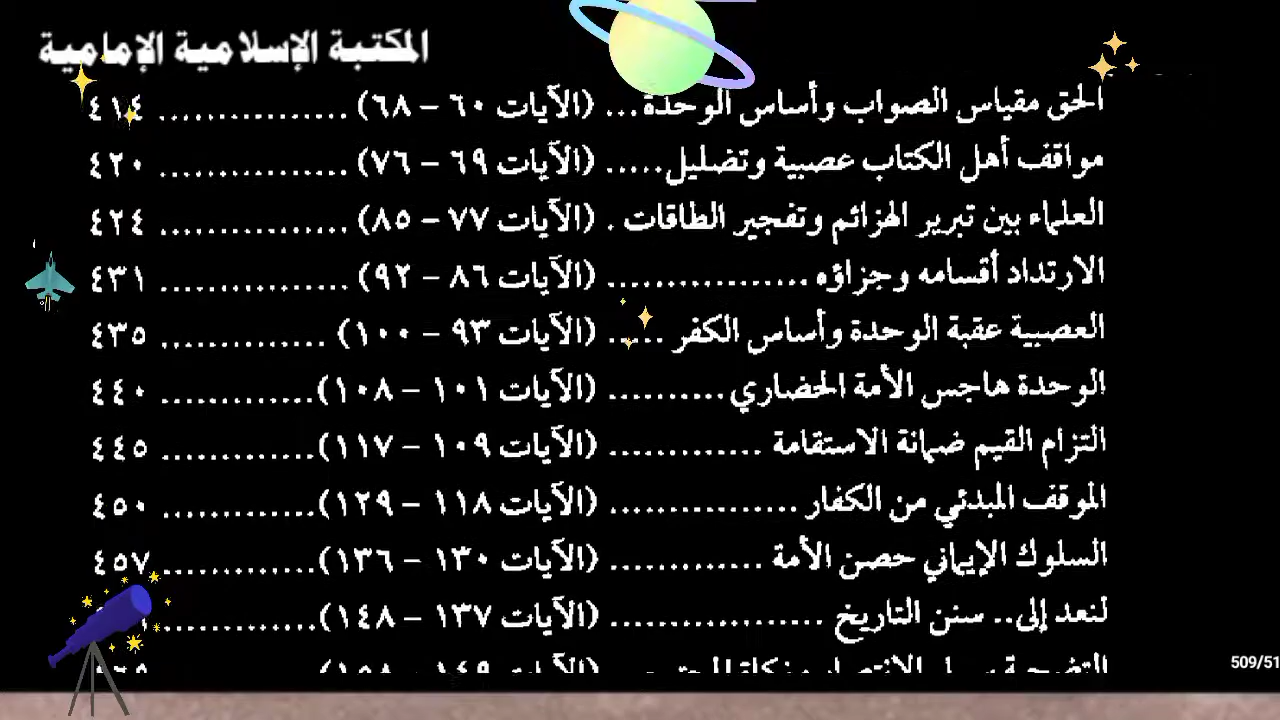 المكتبة الإسلامية الإمامية
الحق مقياس الصواب وأساس الوحدة... (الآيات ٦٠ – ٦٨) ................ ٤١٤
مواقف أهل الكتاب عصبية وتضليل..... (الآيات ٦٩ – ٧٦) ................ ٤٢٠
العلماء بين تبرير الهزائم وتفجير الطاقات . (الآيات ٧٧ – ٨٥) ................ ٤٢٤
الارتداد أقسامه وجزاؤه ................. (الآيات ٨٦ – ٩٢) ................ ٤٣١
العصبية عقبة الوحدة وأساس الكفر ..... (الآيات ٩٣ – ١٠٠) .............. ٤٣٥
الوحدة هاجس الأمة الحضاري .......... (الآيات ١٠١ – ١٠٨) ............. ٤٤٠
التزام القيم ضمانة الاستقامة ............. (الآيات ١٠٩ – ١١٧) ............. ٤٤٥
الموقف المبدئي من الكفار ................ (الآيات ١١٨ – ١٢٩) ............. ٤٥٠
السلوك الإيماني حصن الأمة ............. (الآيات ١٣٠ – ١٣٦) ............. ٤٥٧
لنعد إلى.. سنن التاريخ .................. (الآيات ١٣٧ – ١٤٨) .............
509/51